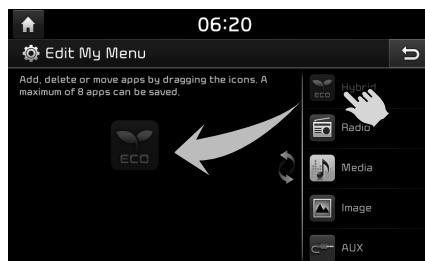 06:20
Edit My Menu
Add, delete or move apps by dragging the icons. A
maximum of 8 apps can be saved.
ECO
ECO
Hybrid
Radio
Media
Image
AUX